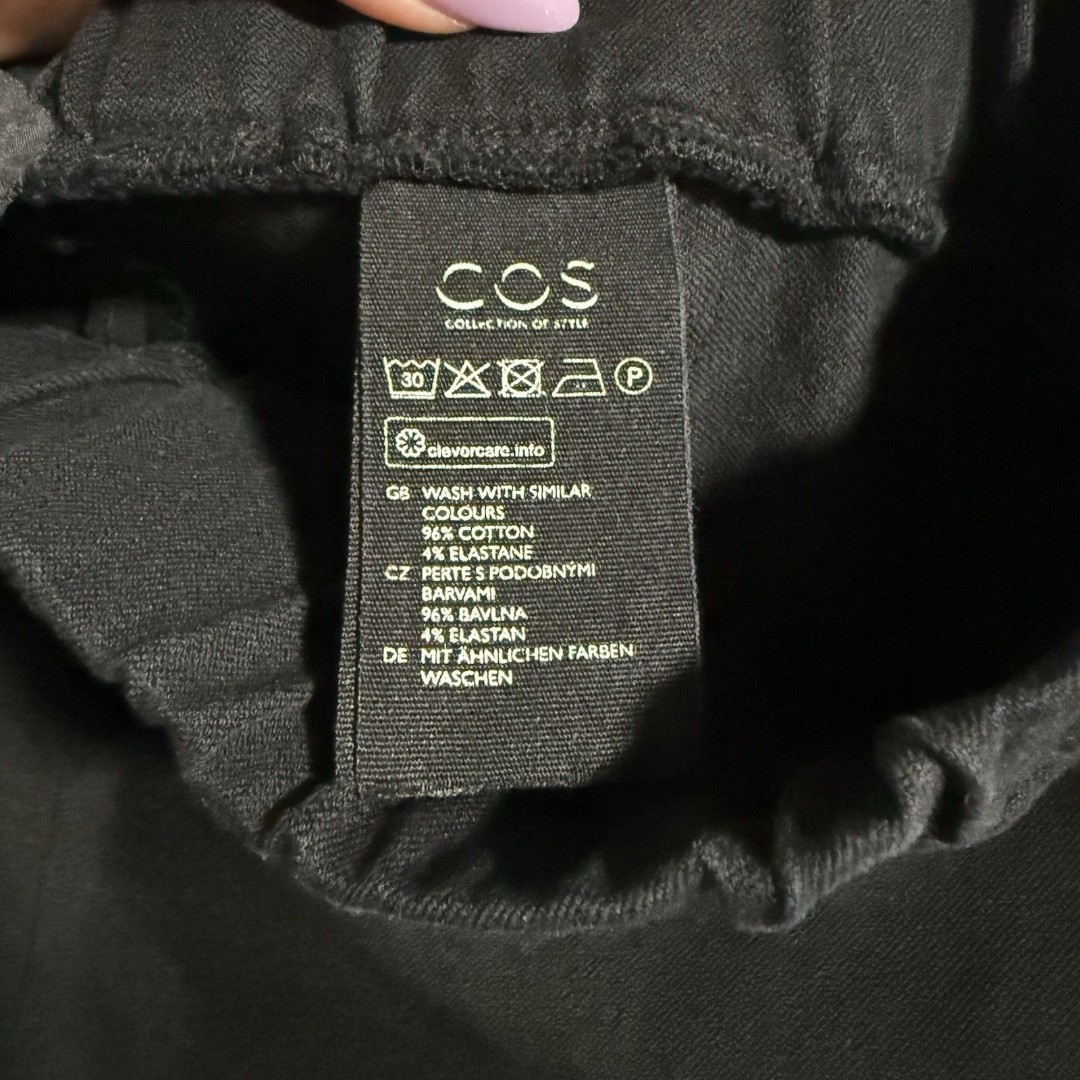 COS
COLLECTION OF STYLE
30 P
clevercare.info
GB WASH WITH SIMILAR
COLOURS
96% COTTON
4% ELASTANE
CZ PERTE S PODOBNÝMI
BARVAMI
96% BAVLNA
4% ELASTAN
DE MIT ÄHNLICHEN FARBEN
WASCHEN